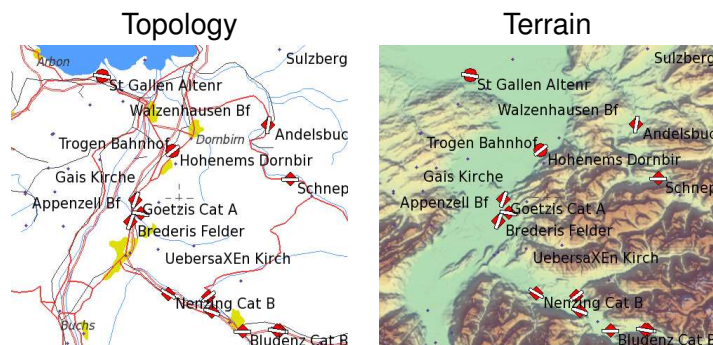 Topology
Terrain
Arbon
Sulzberg
St Gallen Altenr
Walzenhausen Bf
Dornbirn
Andelsbuc
Trogen Bahnhof
Hohenems Dornbir
Gais Kirche
Schnep
Appenzell Bf
Goetzis Cat A
Brederis Felder
UebersaXEn Kirch
Nenzing Cat B
Buchs
Bludenz Cat B
Sulzberg
St Gallen Altenr
Walzenhausen Bf
Andelsbuc
Trogen Bahnhof
Hohenems Dornbir
Gais Kirche
Schnep
Appenzell Bf
Goetzis Cat A
Brederis Felder
UebersaXEn Kirch
Nenzing Cat B
Bludenz Cat B